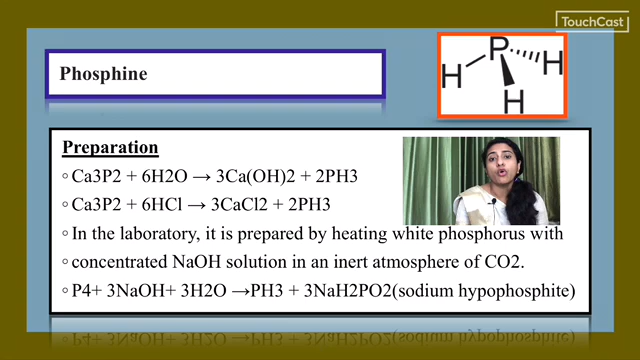 TouchCast
Phosphine
P
H
H
H
Preparation
◦Ca3P2 + 6H2O → 3Ca(OH)2 + 2PH3
◦Ca3P2 + 6HCl → 3CaCl2 + 2PH3
◦In the laboratory, it is prepared by heating white phosphorus with
◦concentrated NaOH solution in an inert atmosphere of CO2.
◦P4+ 3NaOH+ 3H2O →PH3 + 3NaH2PO2(sodium hypophosphite)